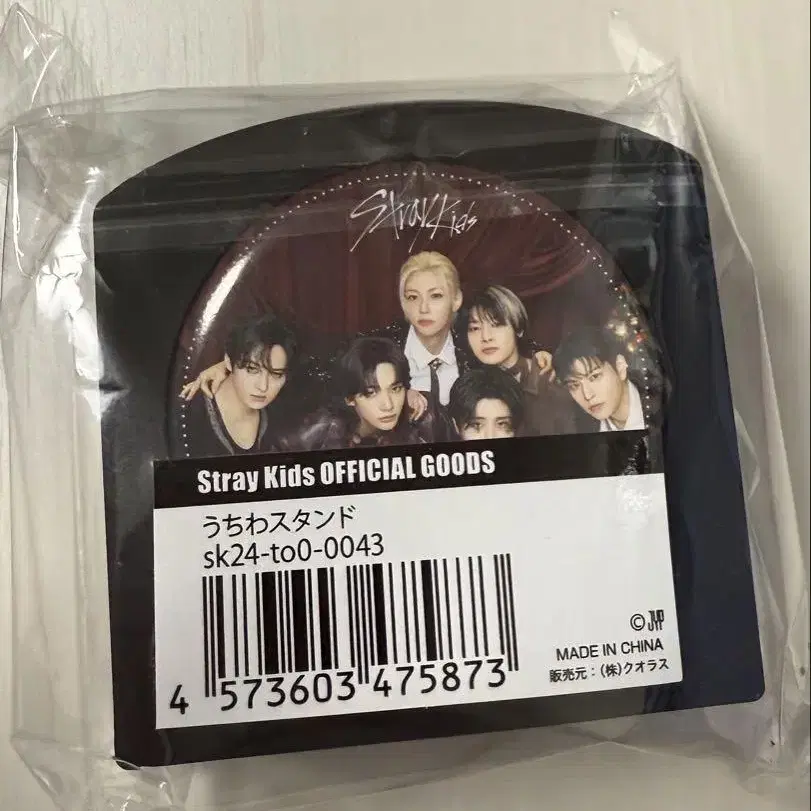 Stray Kids
Stray Kids OFFICIAL GOODS
うちわスタンド
sk24-to0-0043
4 573603 475873
© JYP
MADE IN CHINA
販売元：(株)クオラス